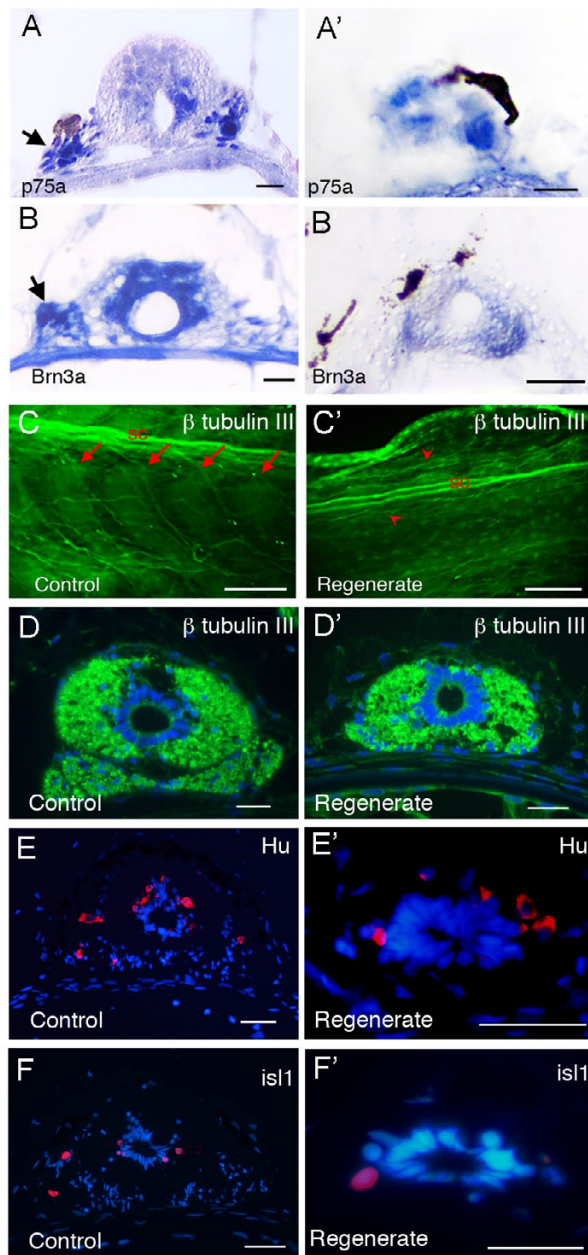 A
A'
p75a
p75a
B
B
Brn3a
Brn3a
C
β tubulin III
C'
β tubulin III
sc
sc
Control
Regenerate
D
β tubulin III
D'
β tubulin III
Control
Regenerate
E
Hu
E'
Hu
Control
Regenerate
F
isl1
F'
isl1
Control
Regenerate